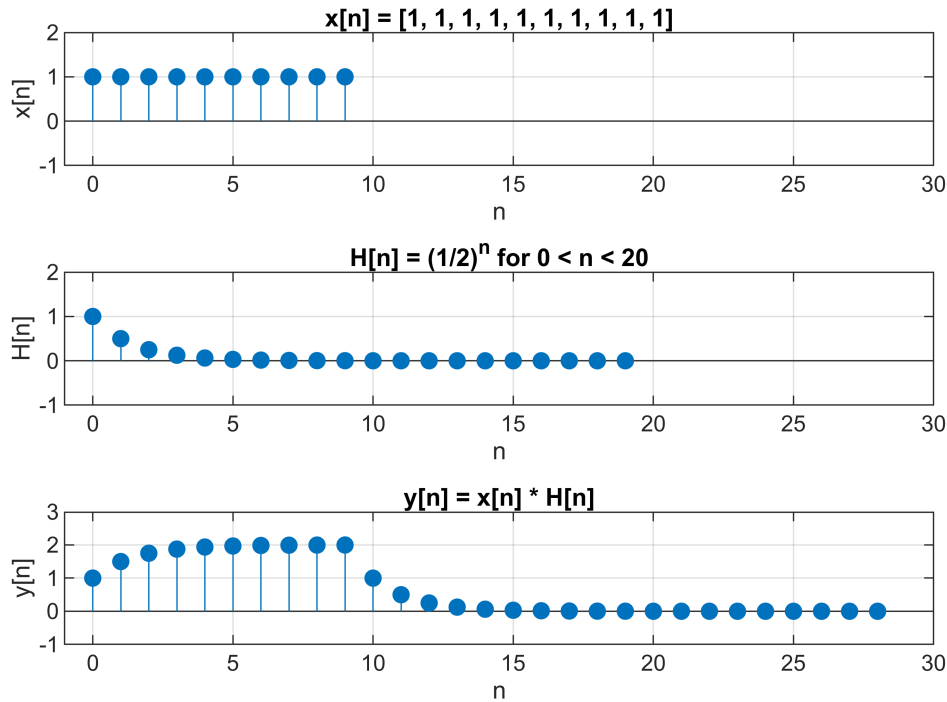 x[n] = [1, 1, 1, 1, 1, 1, 1, 1, 1, 1]
2
1
0
-1
x[n]
0 5 10 15 20 25 30
n
H[n] = (1/2)^n for 0 < n < 20
2
1
0
-1
H[n]
0 5 10 15 20 25 30
n
y[n] = x[n] * H[n]
3
2
1
0
-1
y[n]
0 5 10 15 20 25 30
n